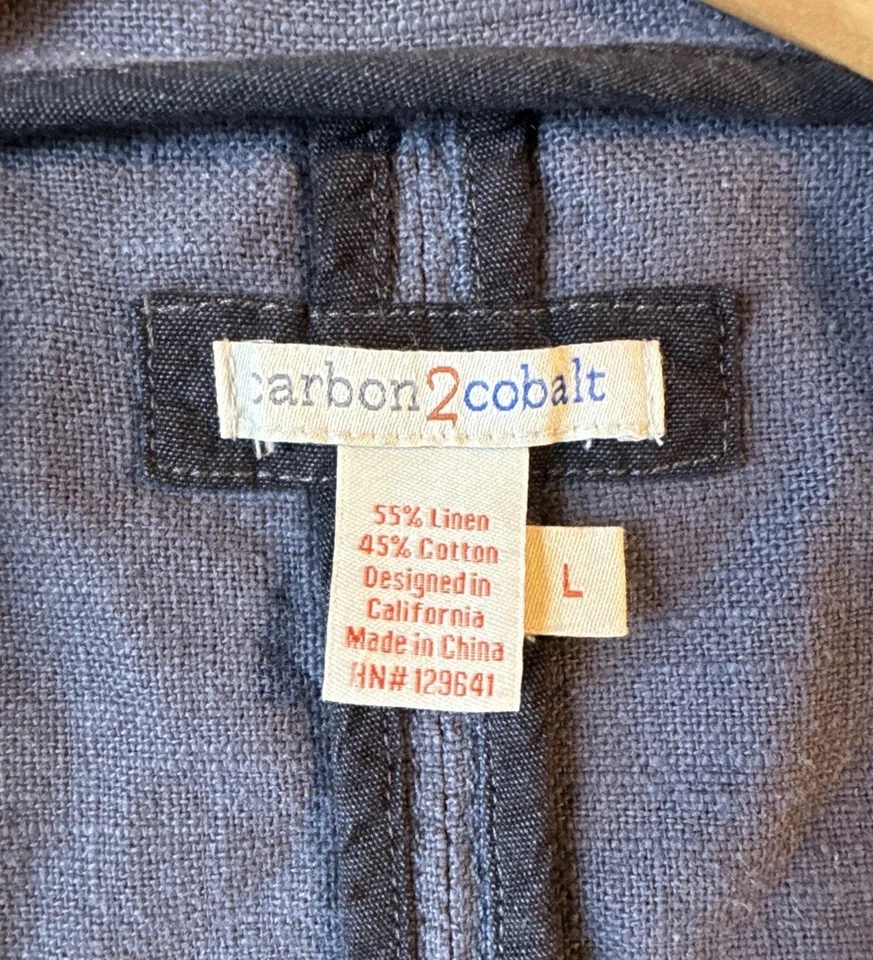 carbon2cobalt
55% Linen
45% Cotton
Designed in
California
Made in China
RN# 129641
L